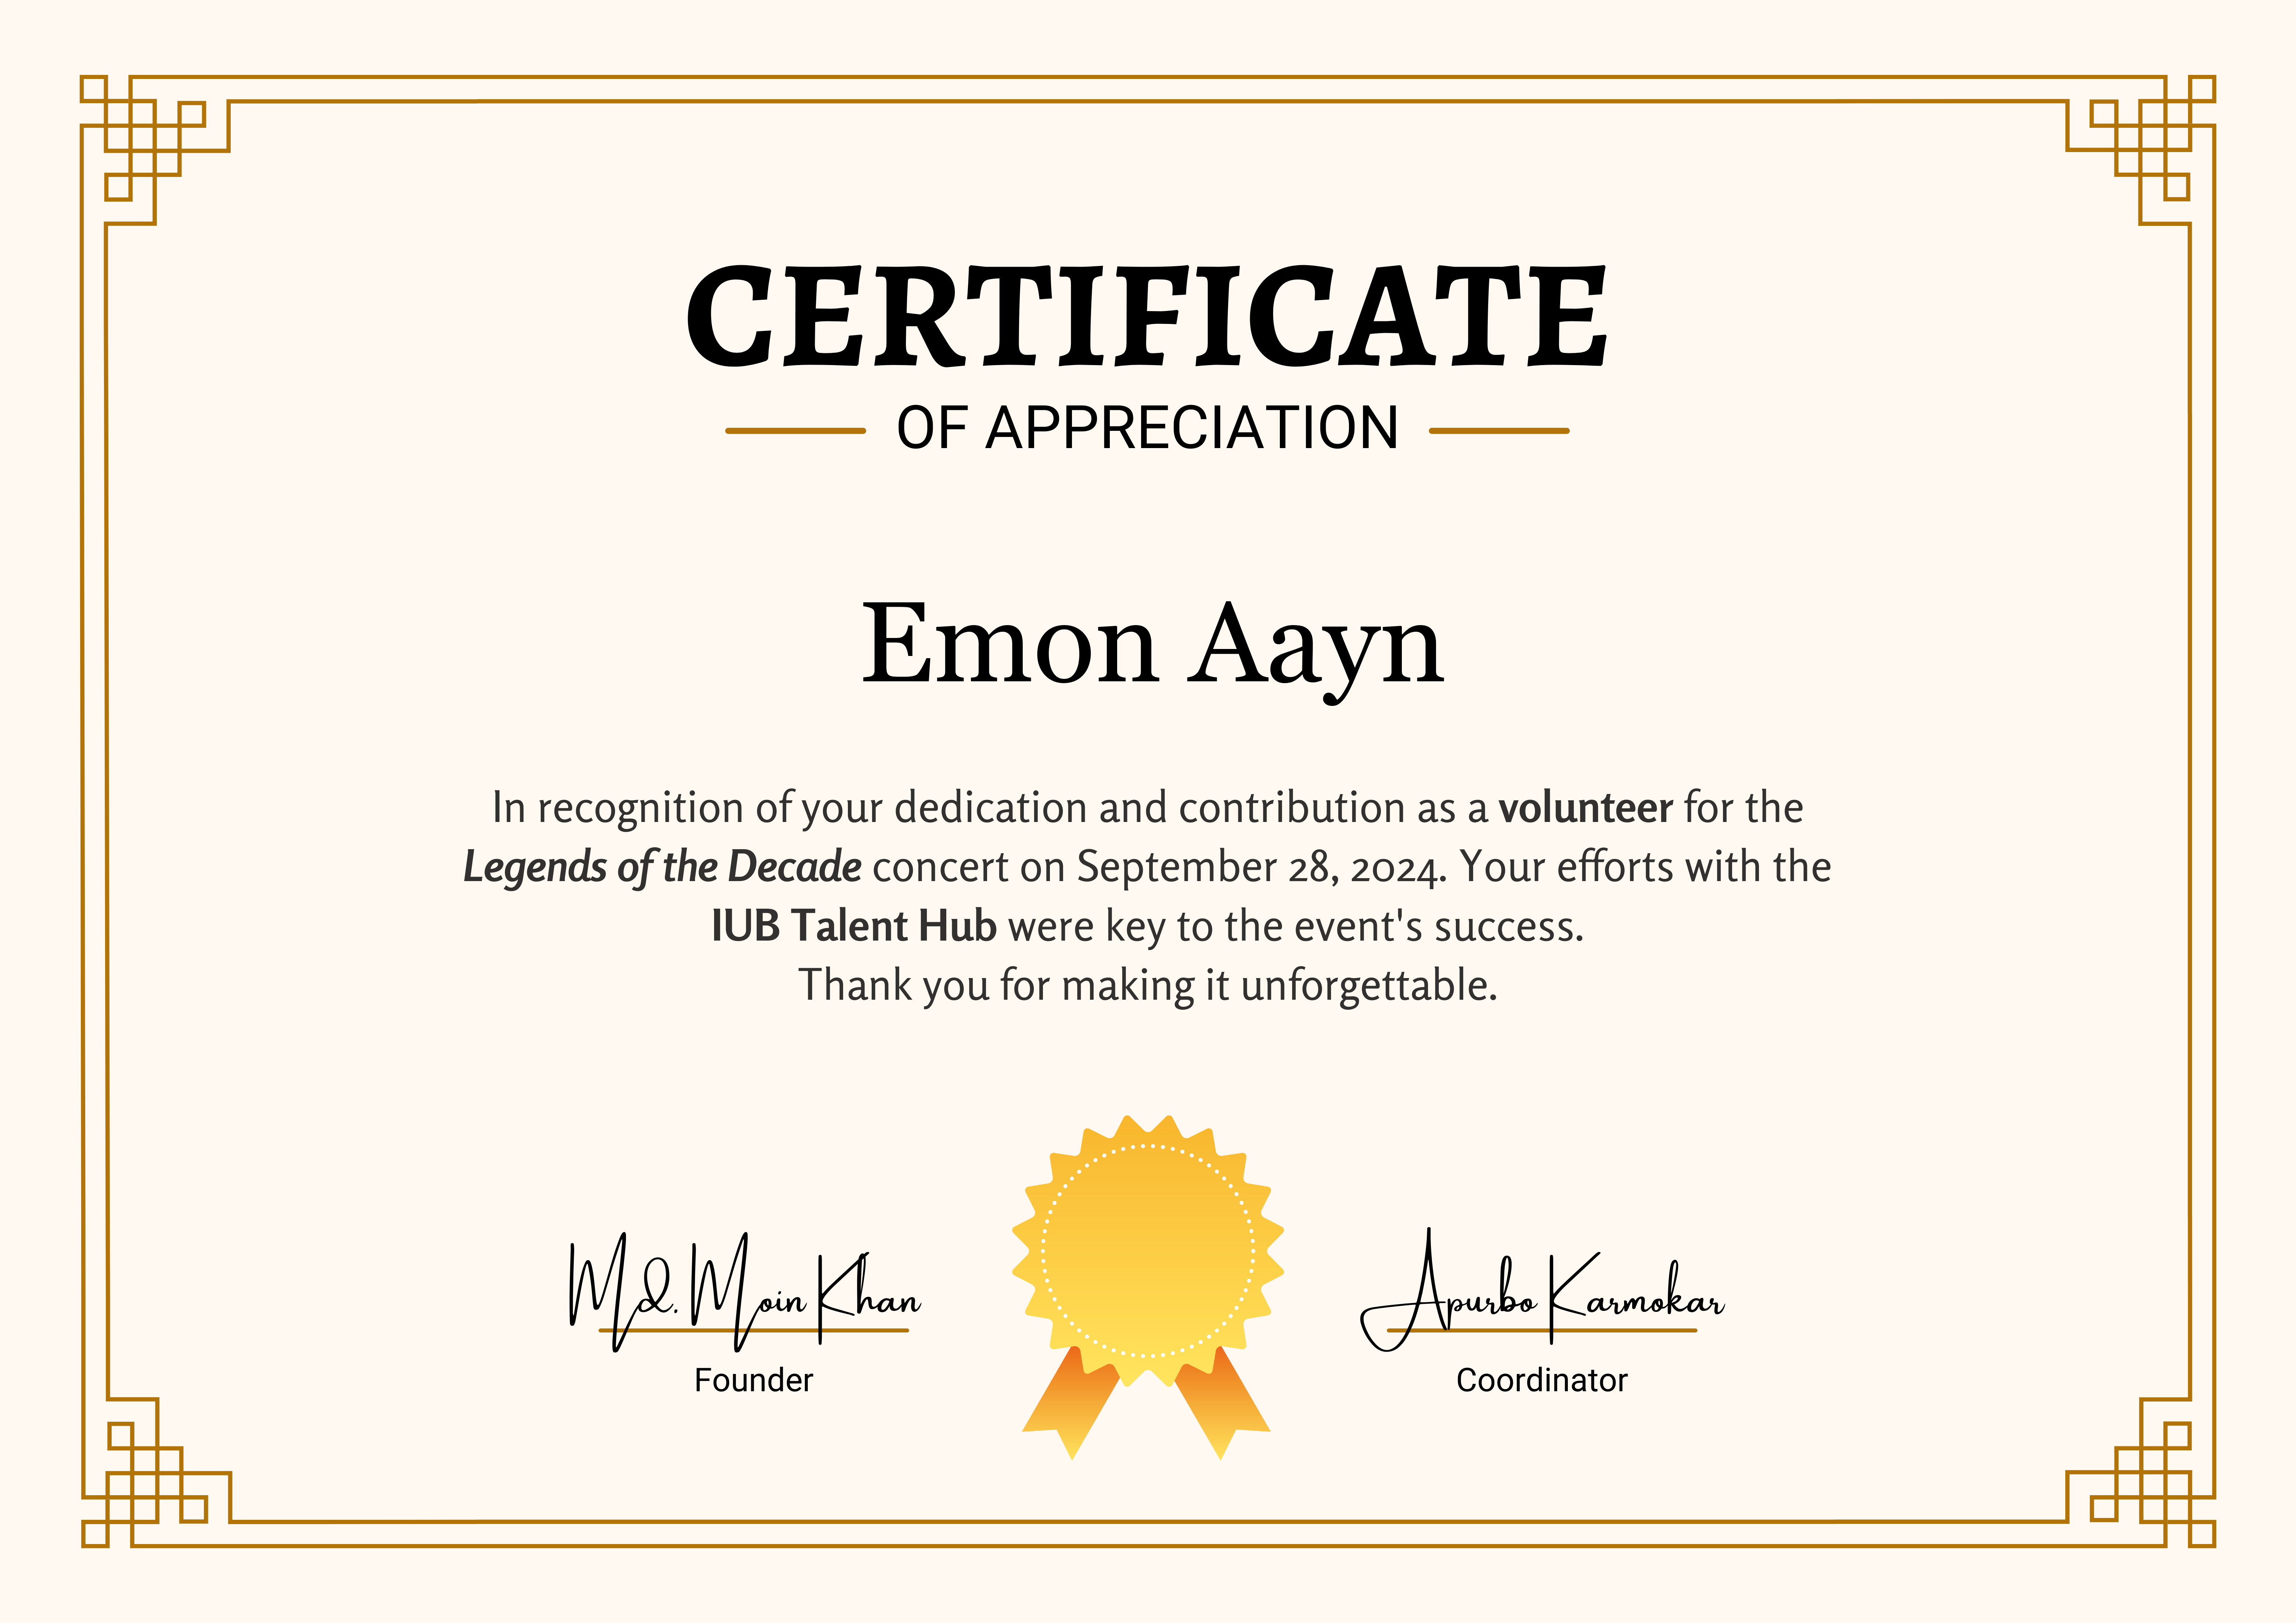 CERTIFICATE
OF APPRECIATION
Emon Aayn
In recognition of your dedication and contribution as a volunteer for the
Legends of the Decade concert on September 28, 2024. Your efforts with the
IUB Talent Hub were key to the event's success.
Thank you for making it unforgettable.
Md. Moin Khan
Founder
Apurbo Karmokar
Coordinator